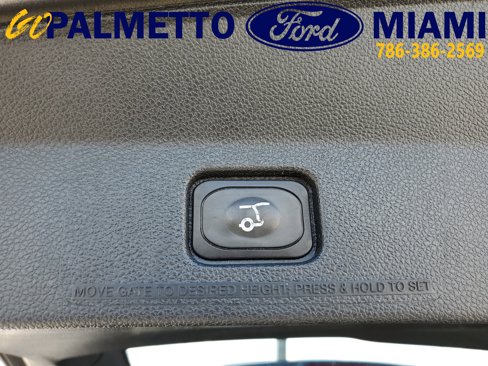 GO PALMETTO Ford MIAMI
786-386-2569
MOVE GATE TO DESIRED HEIGHT; PRESS & HOLD TO SET